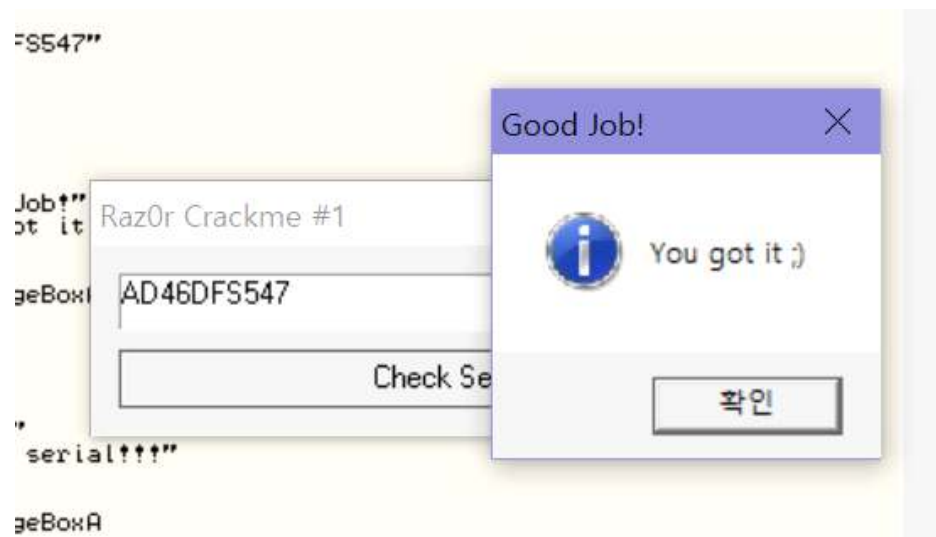 FS547"
Good Job!
Job!"
ot it
Raz0r Crackme #1
You got it ;)
geBox
AD46DFS547
Check Se
확인
"
serial!!!"
geBoxA